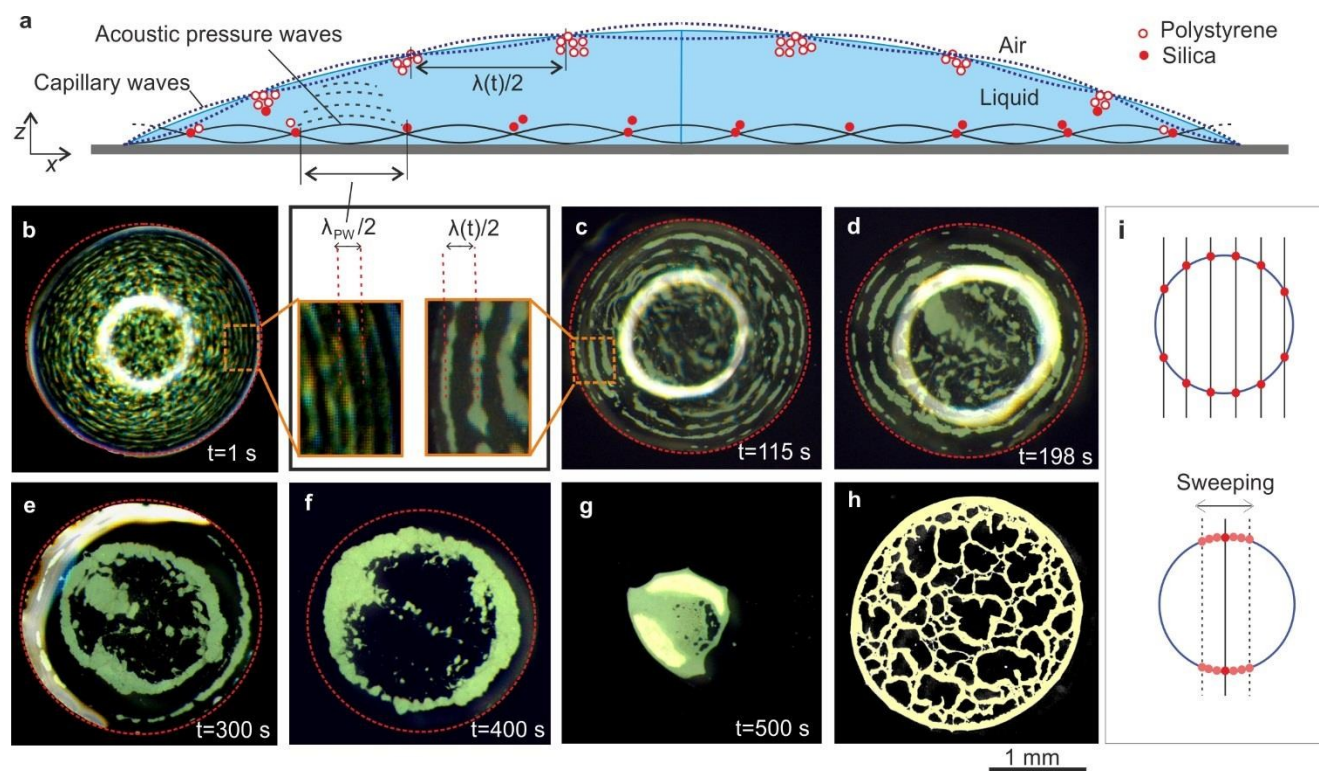 a
Acoustic pressure waves
Capillary waves
λ(t)/2
Air
Liquid
Polystyrene
Silica
z
x
b
t=1 s
λPW/2
λ(t)/2
c
t=115 s
d
t=198 s
i
Sweeping
e
t=300 s
f
t=400 s
g
t=500 s
h
1 mm